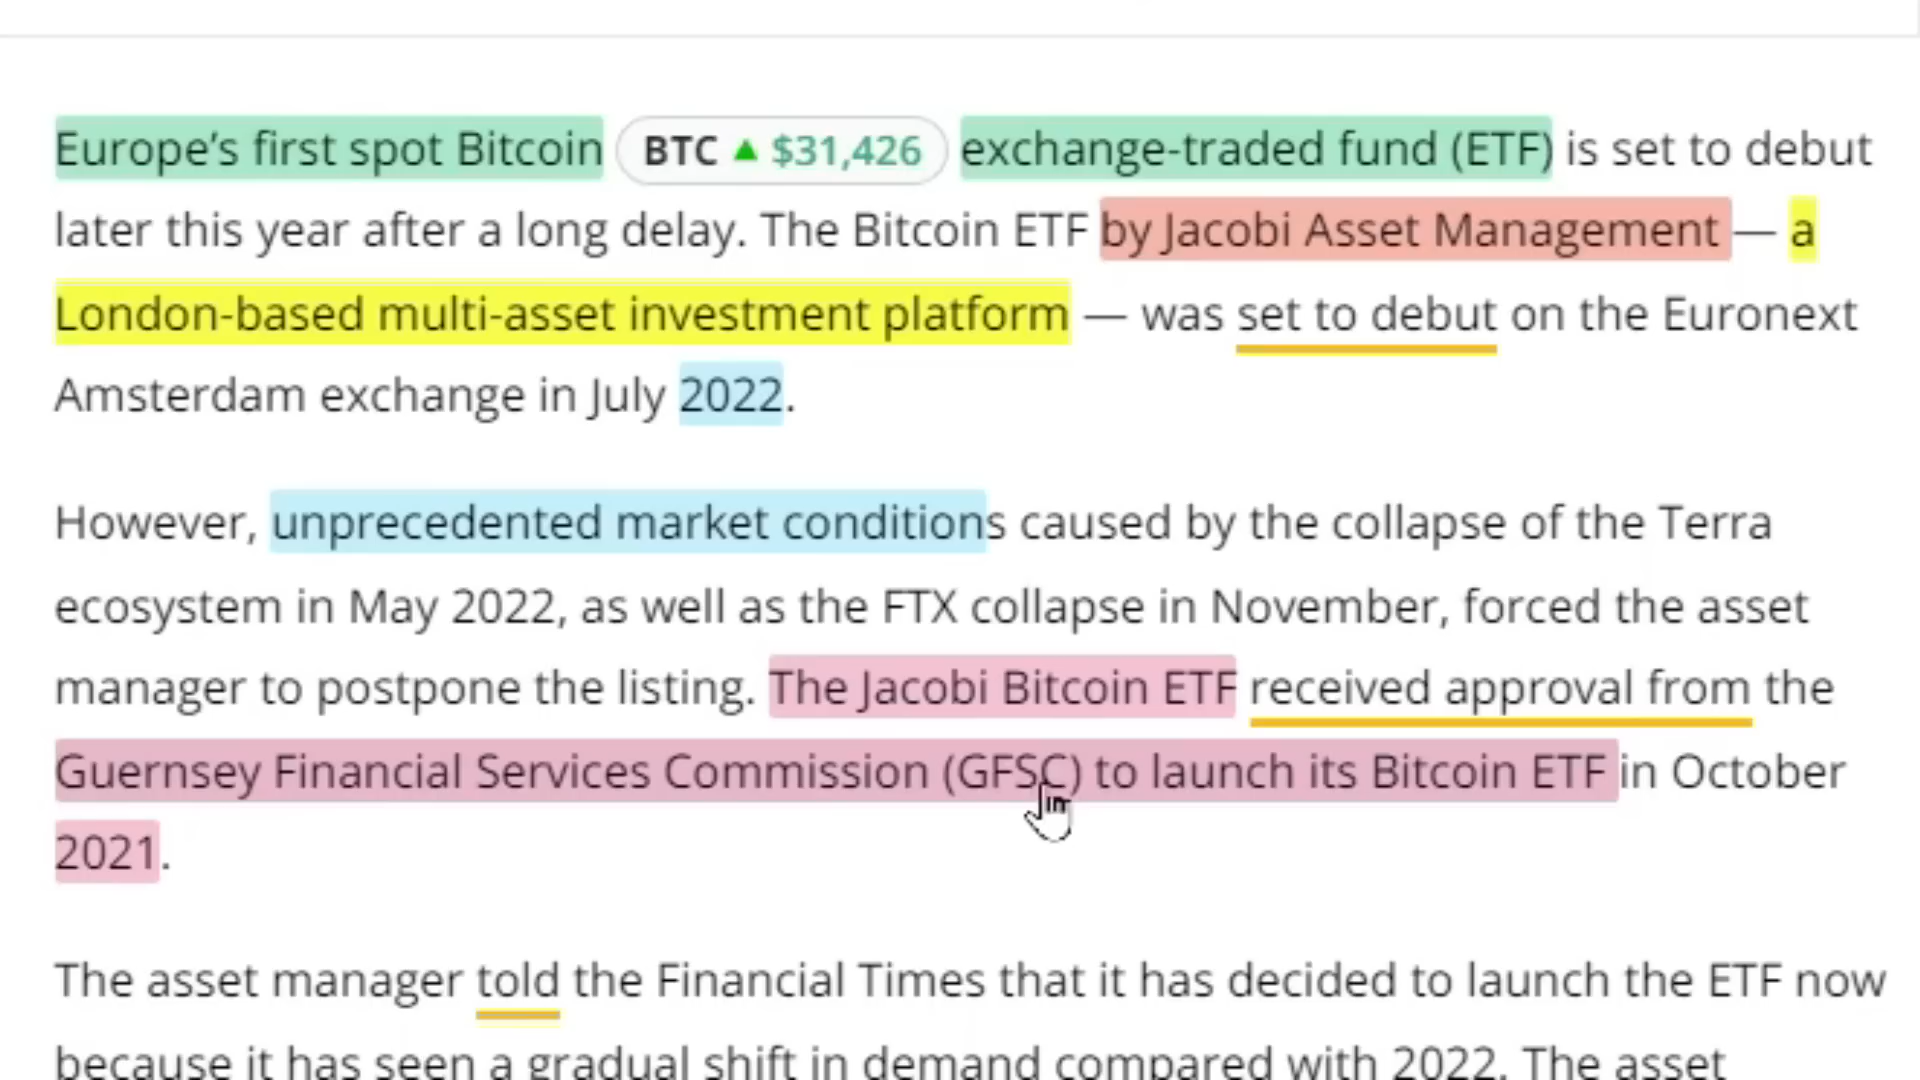 Europe’s first spot Bitcoin BTC ▲ $31,426 exchange-traded fund (ETF) is set to debut
later this year after a long delay. The Bitcoin ETF by Jacobi Asset Management — a
London-based multi-asset investment platform — was set to debut on the Euronext
Amsterdam exchange in July 2022.
However, unprecedented market conditions caused by the collapse of the Terra
ecosystem in May 2022, as well as the FTX collapse in November, forced the asset
manager to postpone the listing. The Jacobi Bitcoin ETF received approval from the
Guernsey Financial Services Commission (GFSC) to launch its Bitcoin ETF in October
2021.
The asset manager told the Financial Times that it has decided to launch the ETF now
because it has seen a gradual shift in demand compared with 2022. The asset